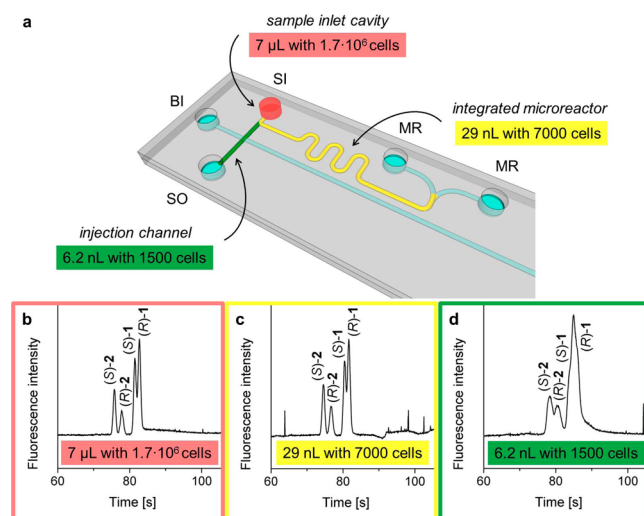 a
sample inlet cavity
7 µL with 1.7·10⁶ cells
SI
BI
integrated microreactor
29 nL with 7000 cells
MR
MR
SO
injection channel
6.2 nL with 1500 cells
b
Fluorescence intensity
(S)-2
(R)-2
(S)-1
(R)-1
7 µL with 1.7·10⁶ cells
60 80 100
Time [s]
c
Fluorescence intensity
(S)-2
(R)-2
(S)-1
(R)-1
29 nL with 7000 cells
60 80 100
Time [s]
d
Fluorescence intensity
(S)-2
(R)-2
(S)-1
(R)-1
6.2 nL with 1500 cells
60 80 100
Time [s]